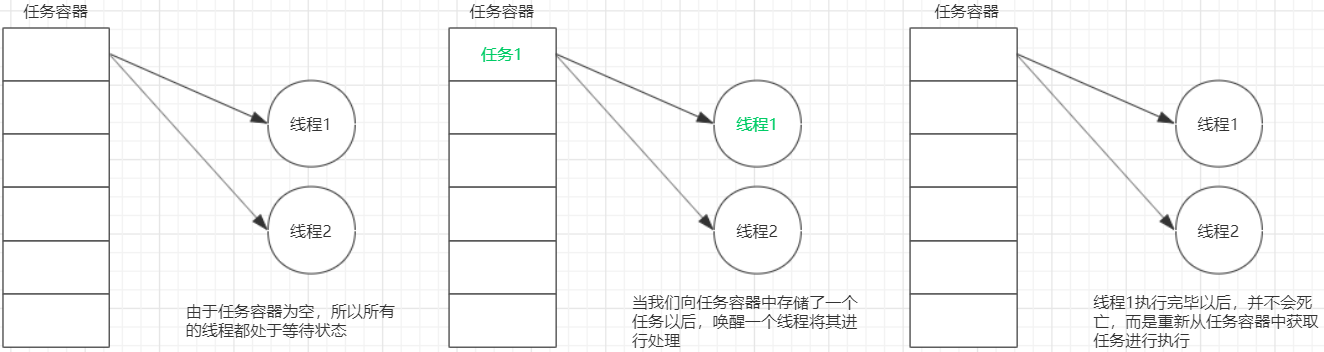 任务容器
线程1
线程2
由于任务容器为空，所以所有
的线程都处于等待状态
任务容器
任务1
线程1
线程2
当我们向任务容器中存储了一个
任务以后，唤醒一个线程将其进
行处理
任务容器
线程1
线程2
线程1执行完毕以后，并不会死
亡，而是重新从任务容器中获取
任务进行执行